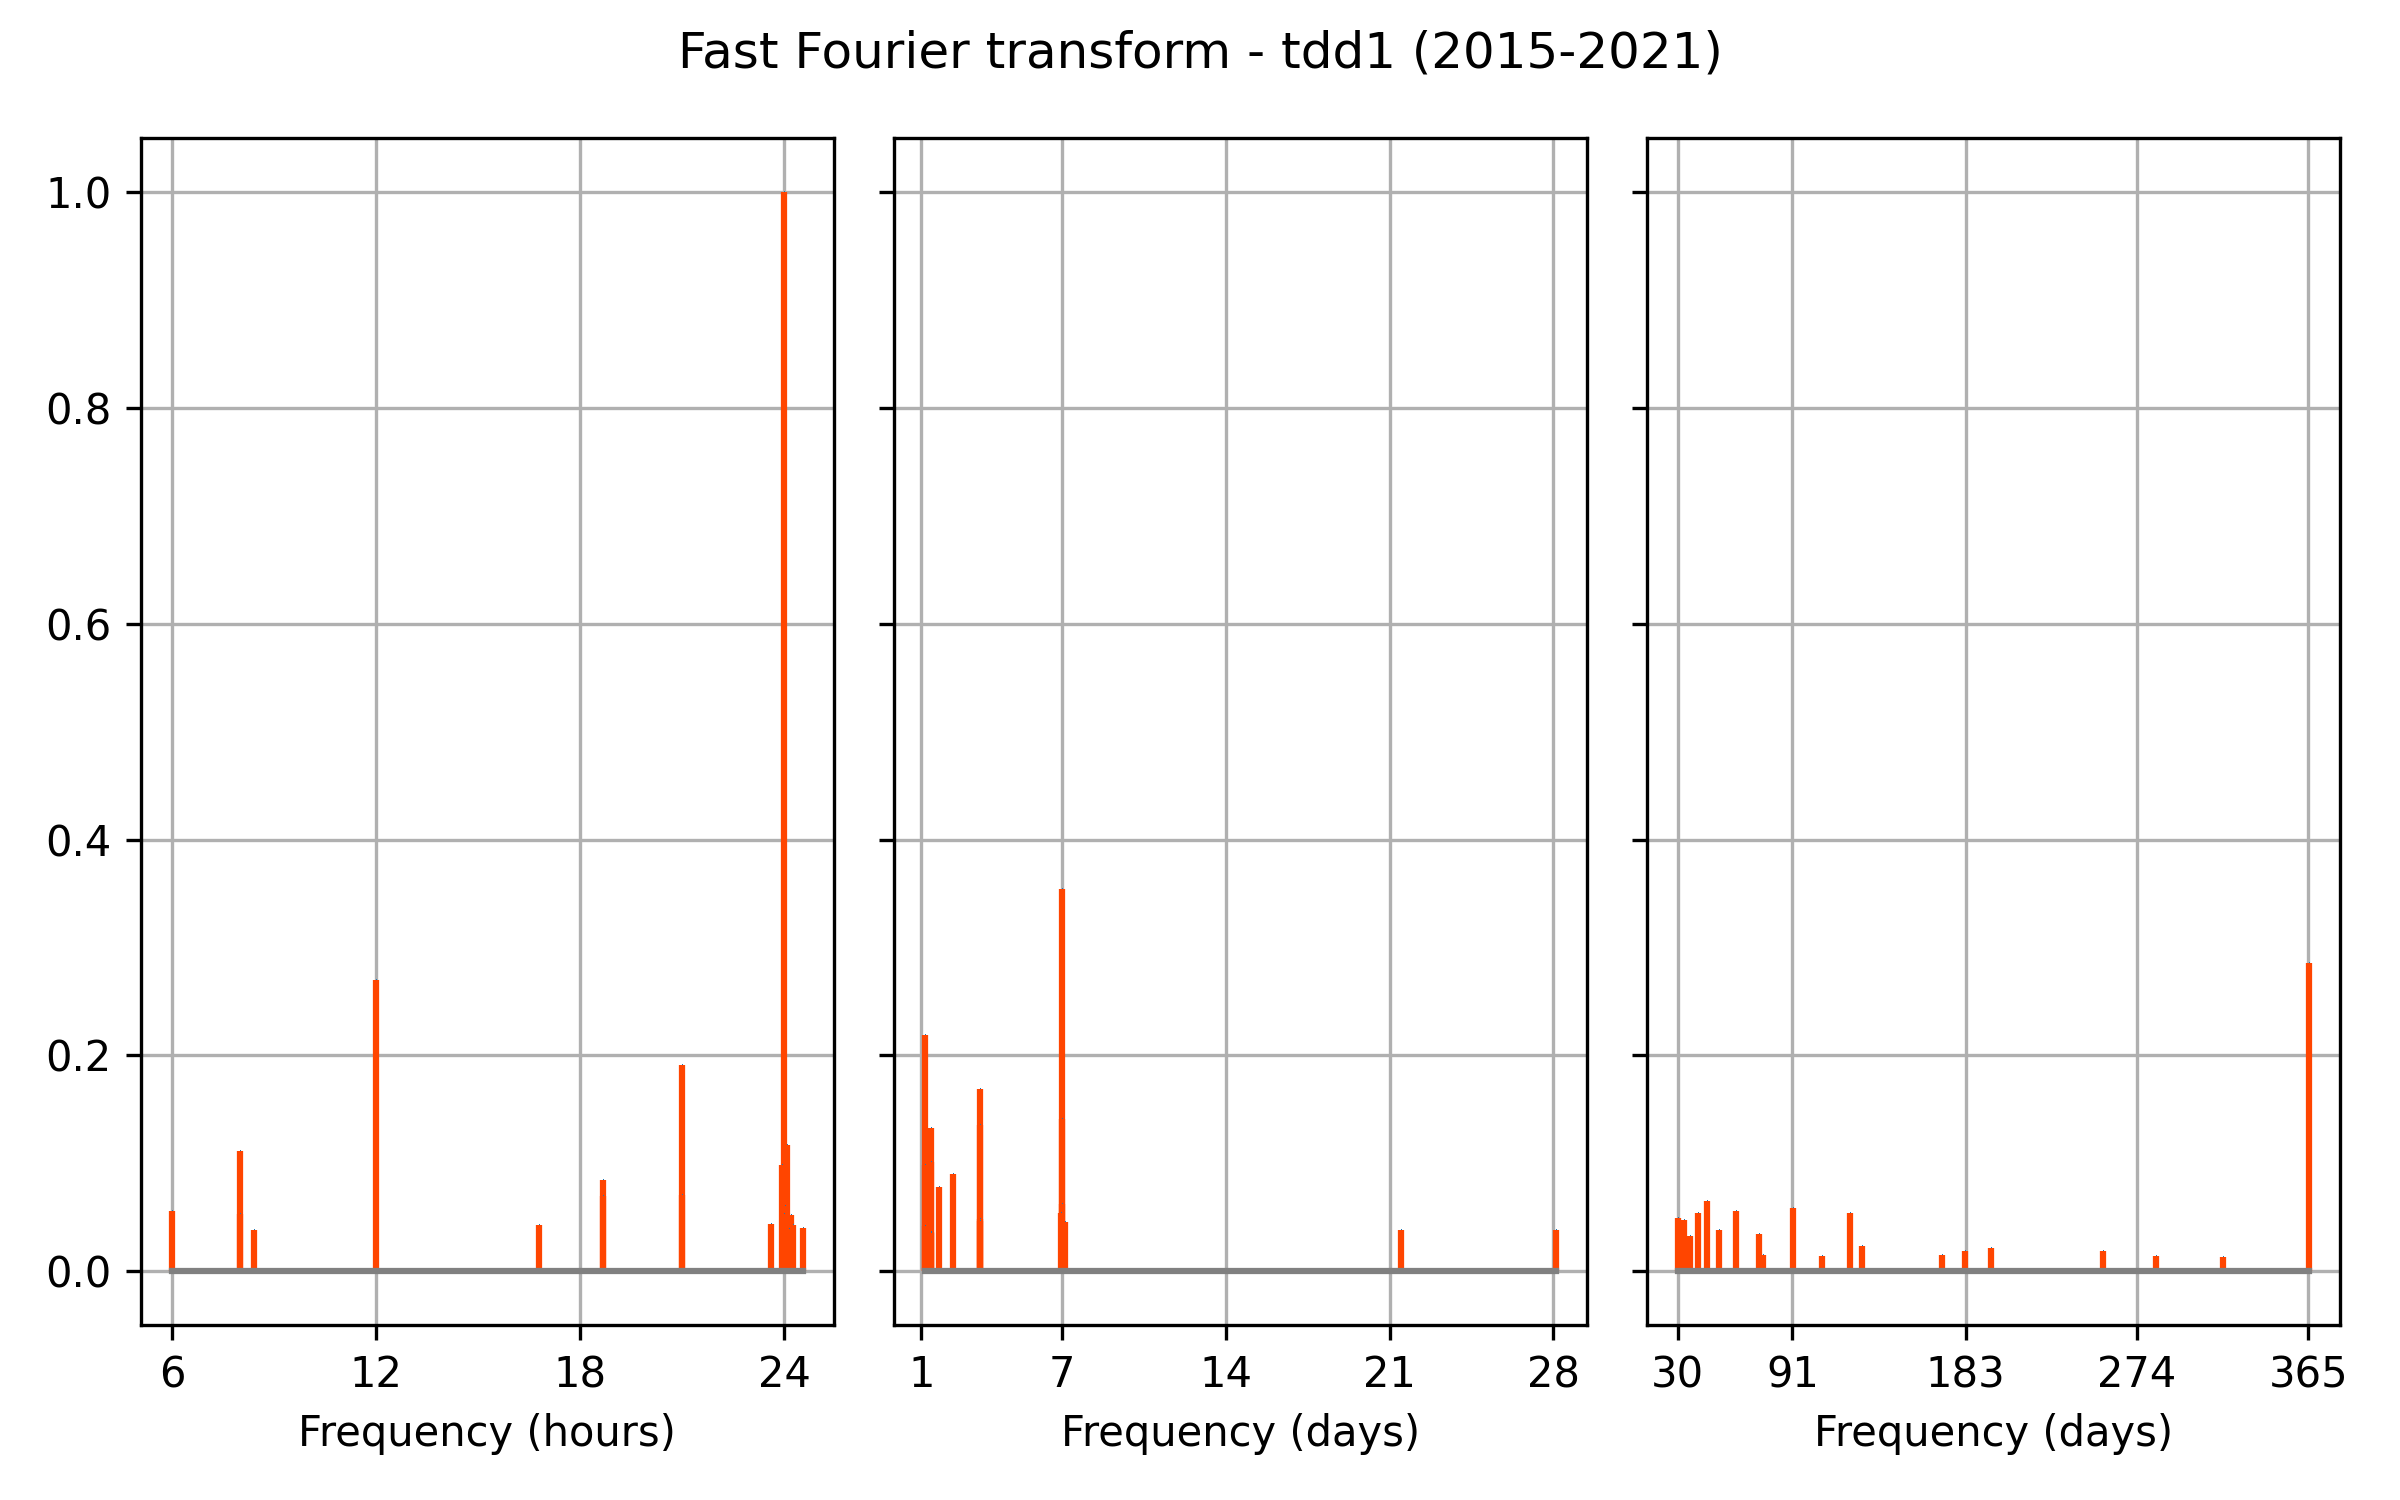 Fast Fourier transform - tdd1 (2015-2021)
1.0
0.8
0.6
0.4
0.2
0.0
6 12 18 24
Frequency (hours)
1 7 14 21 28
Frequency (days)
30 91 183 274 365
Frequency (days)